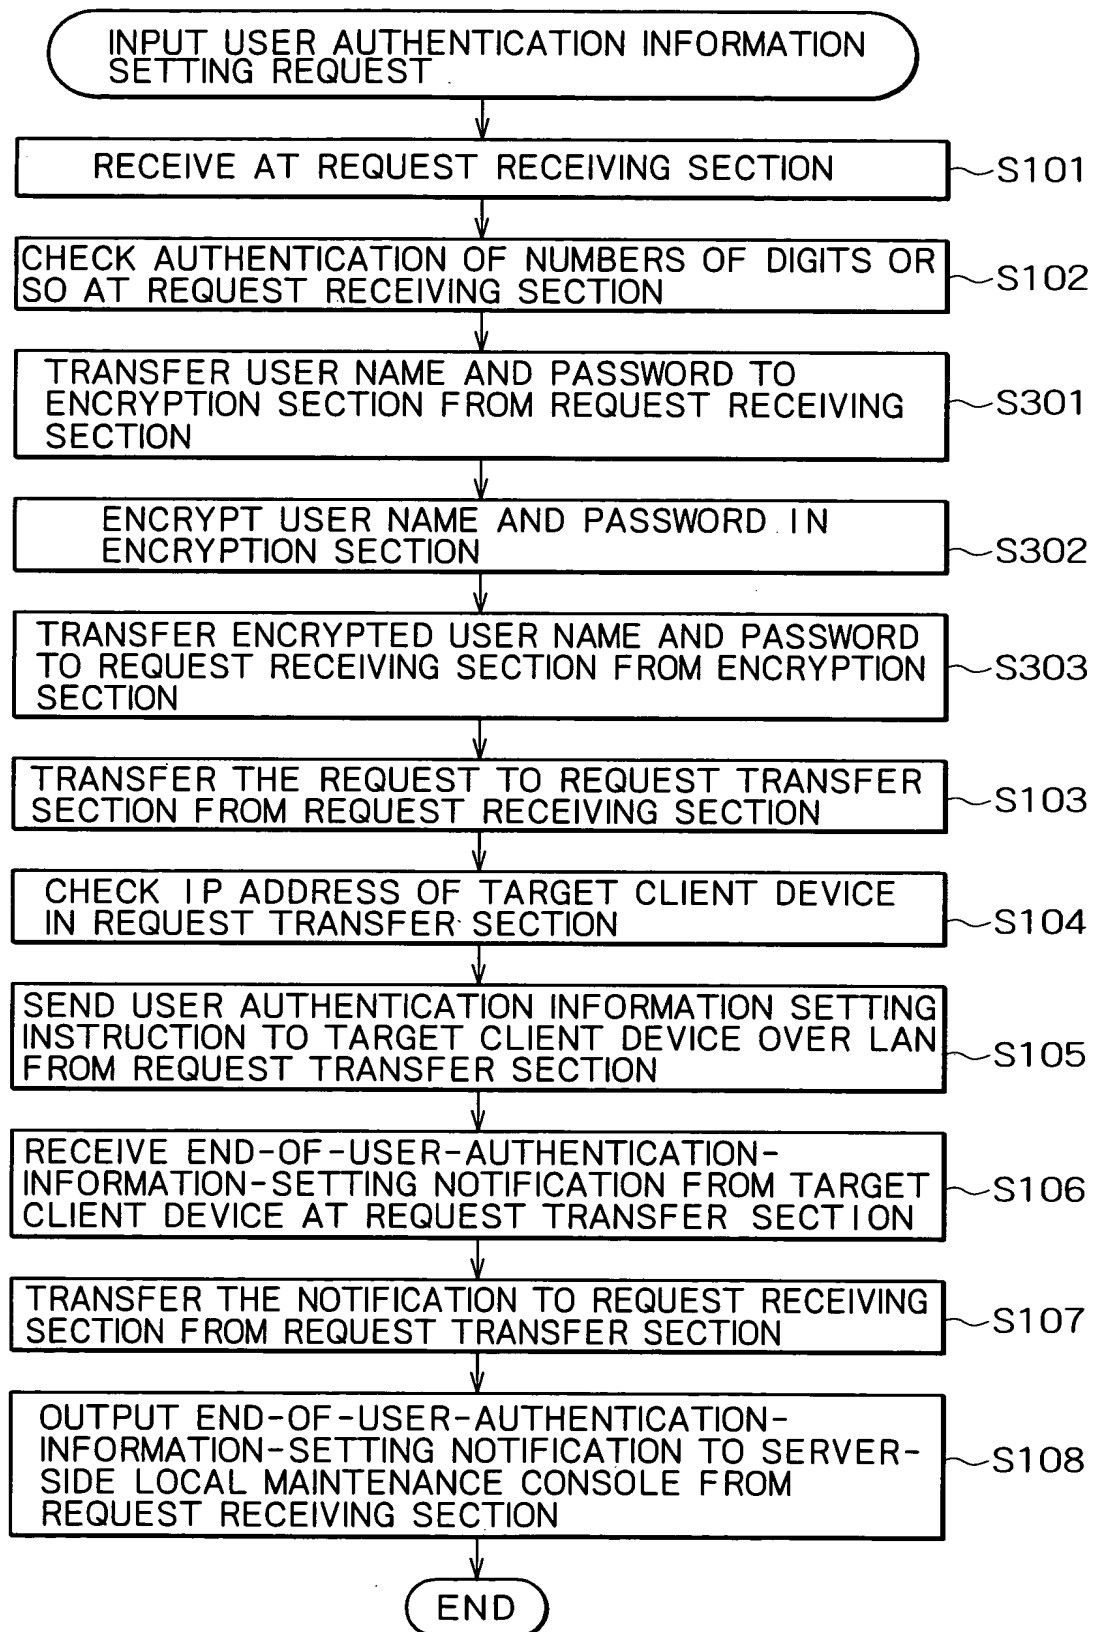 INPUT USER AUTHENTICATION INFORMATION
SETTING REQUEST
RECEIVE AT REQUEST RECEIVING SECTION
S101
CHECK AUTHENTICATION OF NUMBERS OF DIGITS OR
SO AT REQUEST RECEIVING SECTION
S102
TRANSFER USER NAME AND PASSWORD TO
ENCRYPTION SECTION FROM REQUEST RECEIVING
SECTION
S301
ENCRYPT USER NAME AND PASSWORD IN
ENCRYPTION SECTION
S302
TRANSFER ENCRYPTED USER NAME AND PASSWORD
TO REQUEST RECEIVING SECTION FROM ENCRYPTION
SECTION
S303
TRANSFER THE REQUEST TO REQUEST TRANSFER
SECTION FROM REQUEST RECEIVING SECTION
S103
CHECK IP ADDRESS OF TARGET CLIENT DEVICE
IN REQUEST TRANSFER SECTION
S104
SEND USER AUTHENTICATION INFORMATION SETTING
INSTRUCTION TO TARGET CLIENT DEVICE OVER LAN
FROM REQUEST TRANSFER SECTION
S105
RECEIVE END-OF-USER-AUTHENTICATION-
INFORMATION-SETTING NOTIFICATION FROM TARGET
CLIENT DEVICE AT REQUEST TRANSFER SECTION
S106
TRANSFER THE NOTIFICATION TO REQUEST RECEIVING
SECTION FROM REQUEST TRANSFER SECTION
S107
OUTPUT END-OF-USER-AUTHENTICATION-
INFORMATION-SETTING NOTIFICATION TO SERVER-
SIDE LOCAL MAINTENANCE CONSOLE FROM
REQUEST RECEIVING SECTION
S108
END